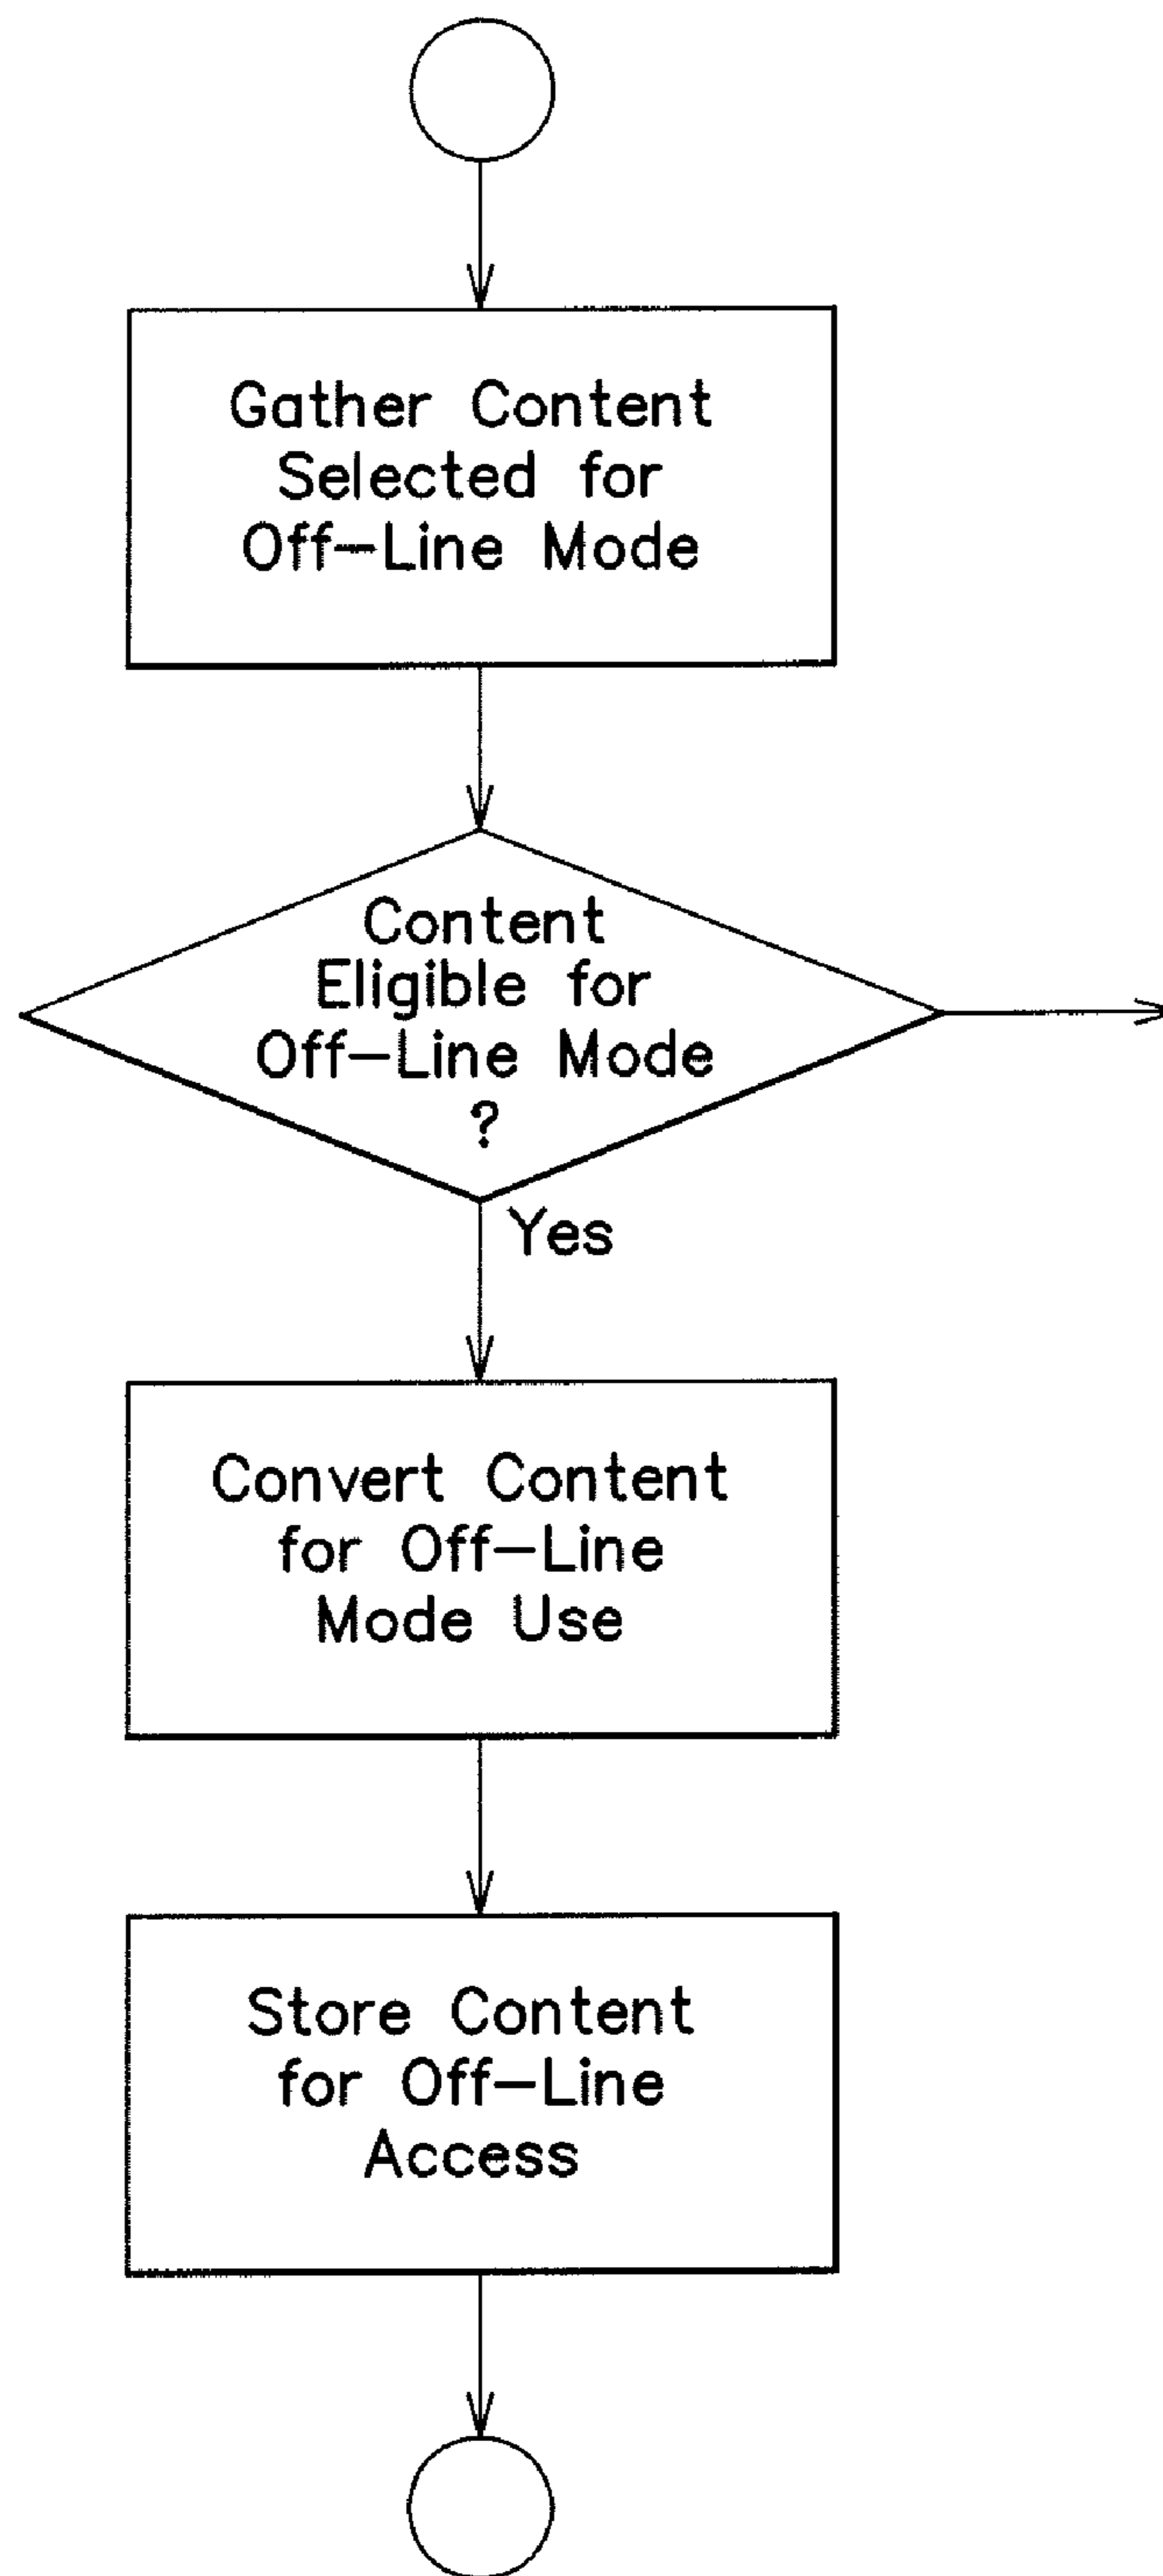 Gather Content
Selected for
Off-Line Mode
Content
Eligible for
Off-Line Mode
?
Yes
Convert Content
for Off-Line
Mode Use
Store Content
for Off-Line
Access